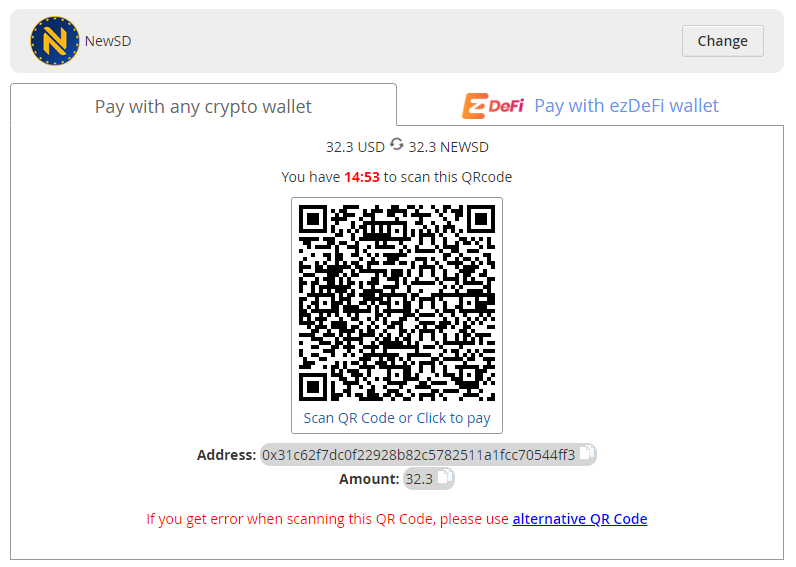 NewSD
Change
Pay with any crypto wallet
EZDeFi Pay with ezDeFi wallet
32.3 USD 32.3 NEWSD
You have 14:53 to scan this QRcode
Scan QR Code or Click to pay
Address: 0x31c62f7dc0f22928b82c5782511a1fcc70544ff3
Amount: 32.3
If you get error when scanning this QR Code, please use alternative QR Code